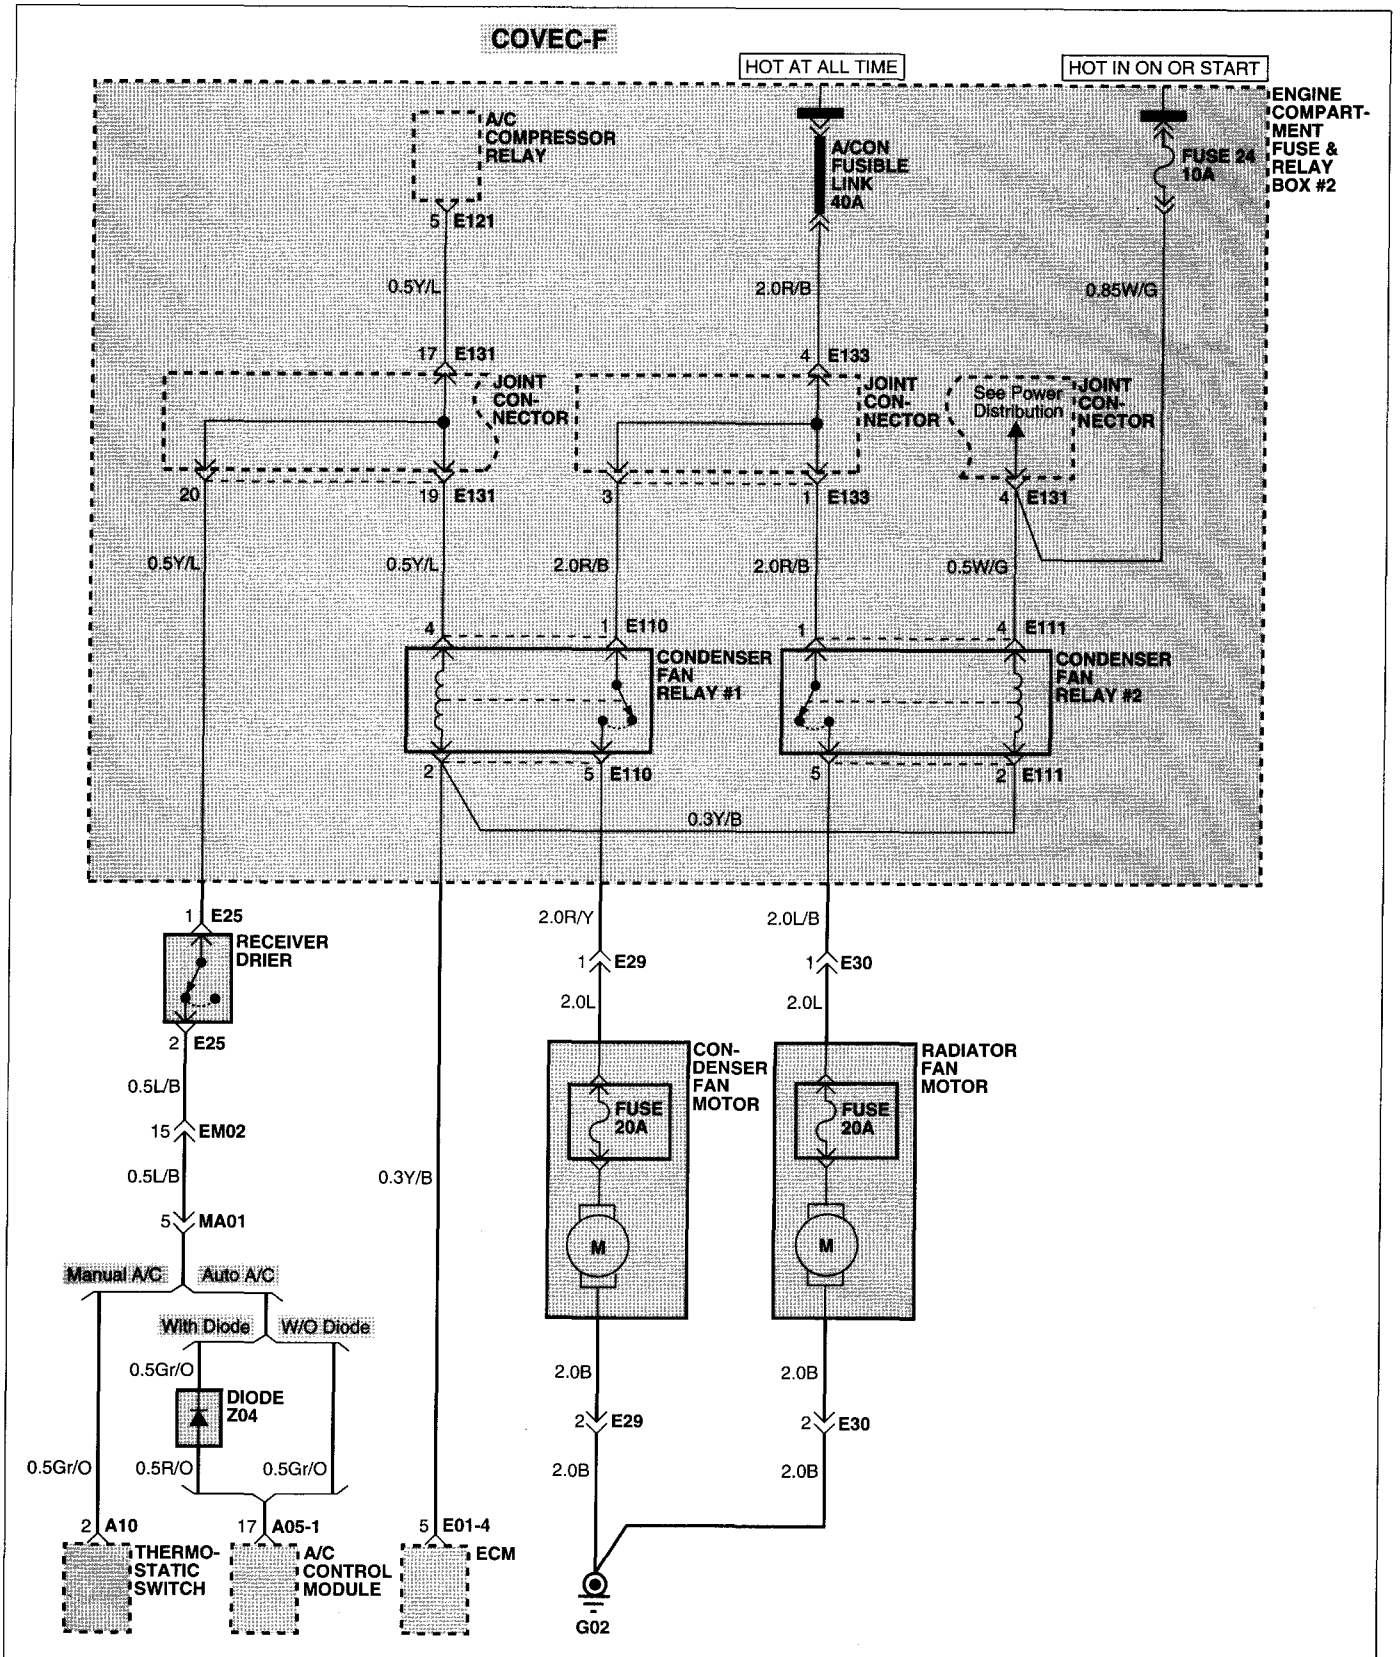 COVEC-F
HOT AT ALL TIME
HOT IN ON OR START
ENGINE
COMPART-
MENT
FUSE &
RELAY
BOX #2
A/C
COMPRESSOR
RELAY
A/CON
FUSIBLE
LINK
40A
FUSE 24
10A
5 E121
0.5Y/L
2.0R/B
0.85W/G
17 E131
4 E133
JOINT
CON-
NECTOR
JOINT
CON-
NECTOR
See Power
Distribution
JOINT
CON-
NECTOR
20
19 E131
3
1 E133
4 E131
0.5Y/L
0.5Y/L
2.0R/B
2.0R/B
0.5W/G
4
1 E110
1
4 E111
CONDENSER
FAN
RELAY #1
CONDENSER
FAN
RELAY #2
2
5 E110
5
2 E111
0.3Y/B
1 E25
2.0R/Y
2.0L/B
RECEIVER
DRIER
1 E29
1 E30
2.0L
2.0L
2 E25
CON-
DENSER
FAN
MOTOR
RADIATOR
FAN
MOTOR
0.5L/B
FUSE
20A
FUSE
20A
15 EM02
0.5L/B
0.3Y/B
5 MA01
M
M
Manual A/C
Auto A/C
With Diode
W/O Diode
0.5Gr/O
2.0B
2.0B
DIODE
Z04
2 E29
2 E30
0.5Gr/O
0.5R/O
0.5Gr/O
2.0B
2.0B
2 A10
17 A05-1
5 E01-4
THERMO-
STATIC
SWITCH
A/C
CONTROL
MODULE
ECM
G02